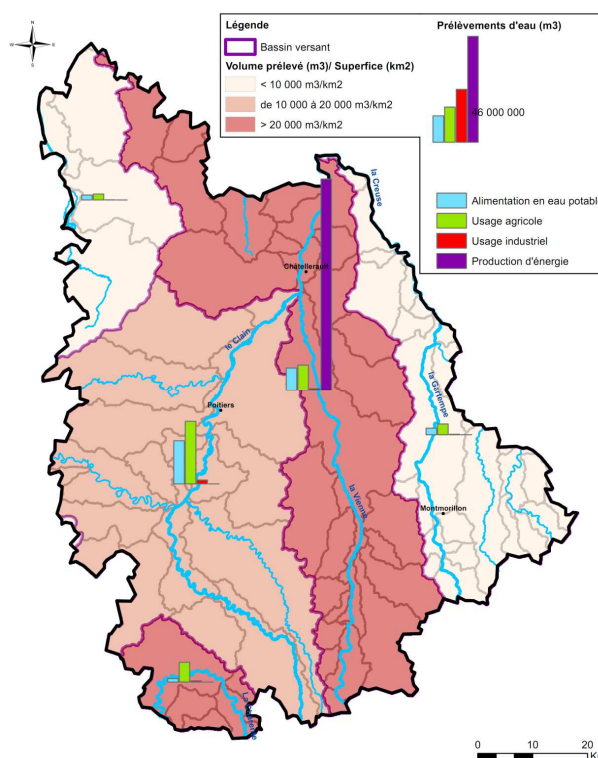 N
W
E
S
Légende
Bassin versant
Volume prélevé (m3)/ Superfice (km2)
< 10 000 m3/km2
de 10 000 à 20 000 m3/km2
> 20 000 m3/km2
Prélèvements d'eau (m3)
46 000 000
Alimentation en eau potable
Usage agricole
Usage industriel
Production d'énergie
la Creuse
Châtellerault
le Clain
la Gartempe
Poitiers
la Vienne
Montmorillon
0 10 20